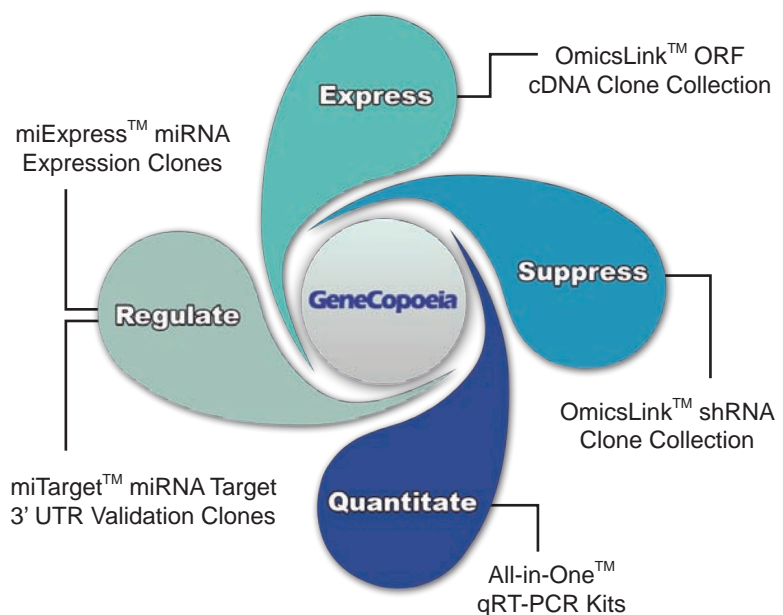 Express
OmicsLink™ ORF
cDNA Clone Collection
miExpress™ miRNA
Expression Clones
Suppress
GeneCopoeia
Regulate
OmicsLink™ shRNA
Clone Collection
miTarget™ miRNA Target
3’ UTR Validation Clones
Quantitate
All-in-One™
qRT-PCR Kits